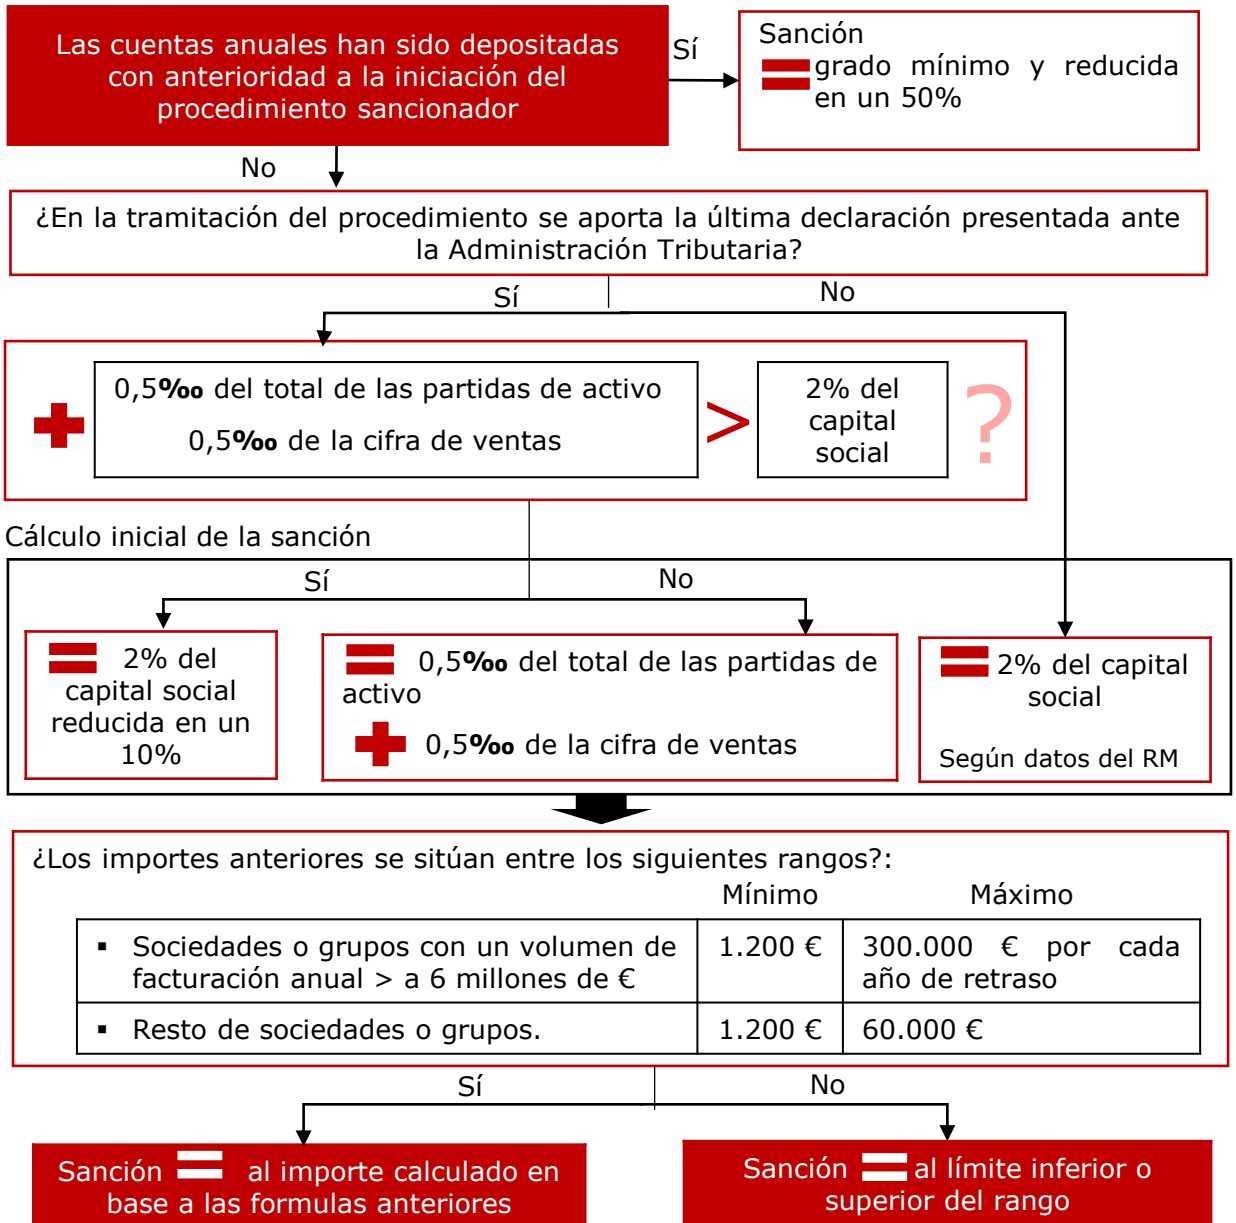 Las cuentas anuales han sido depositadas
con anterioridad a la iniciación del
procedimiento sancionador
Sí
Sanción
= grado mínimo y reducida
en un 50%
No
¿En la tramitación del procedimiento se aporta la última declaración presentada ante
la Administración Tributaria?
Sí
No
0,5‰ del total de las partidas de activo
+
0,5‰ de la cifra de ventas
>
2% del
capital
social
?
Cálculo inicial de la sanción
Sí
No
= 2% del
capital social
reducida en un
10%
= 0,5‰ del total de las partidas de
activo
+ 0,5‰ de la cifra de ventas
= 2% del capital
social
Según datos del RM
¿Los importes anteriores se sitúan entre los siguientes rangos?:
Mínimo
Máximo
▪ Sociedades o grupos con un volumen de
facturación anual > a 6 millones de €
1.200 €
300.000 € por cada
año de retraso
▪ Resto de sociedades o grupos.
1.200 €
60.000 €
Sí
No
Sanción = al importe calculado en
base a las formulas anteriores
Sanción = al límite inferior o
superior del rango